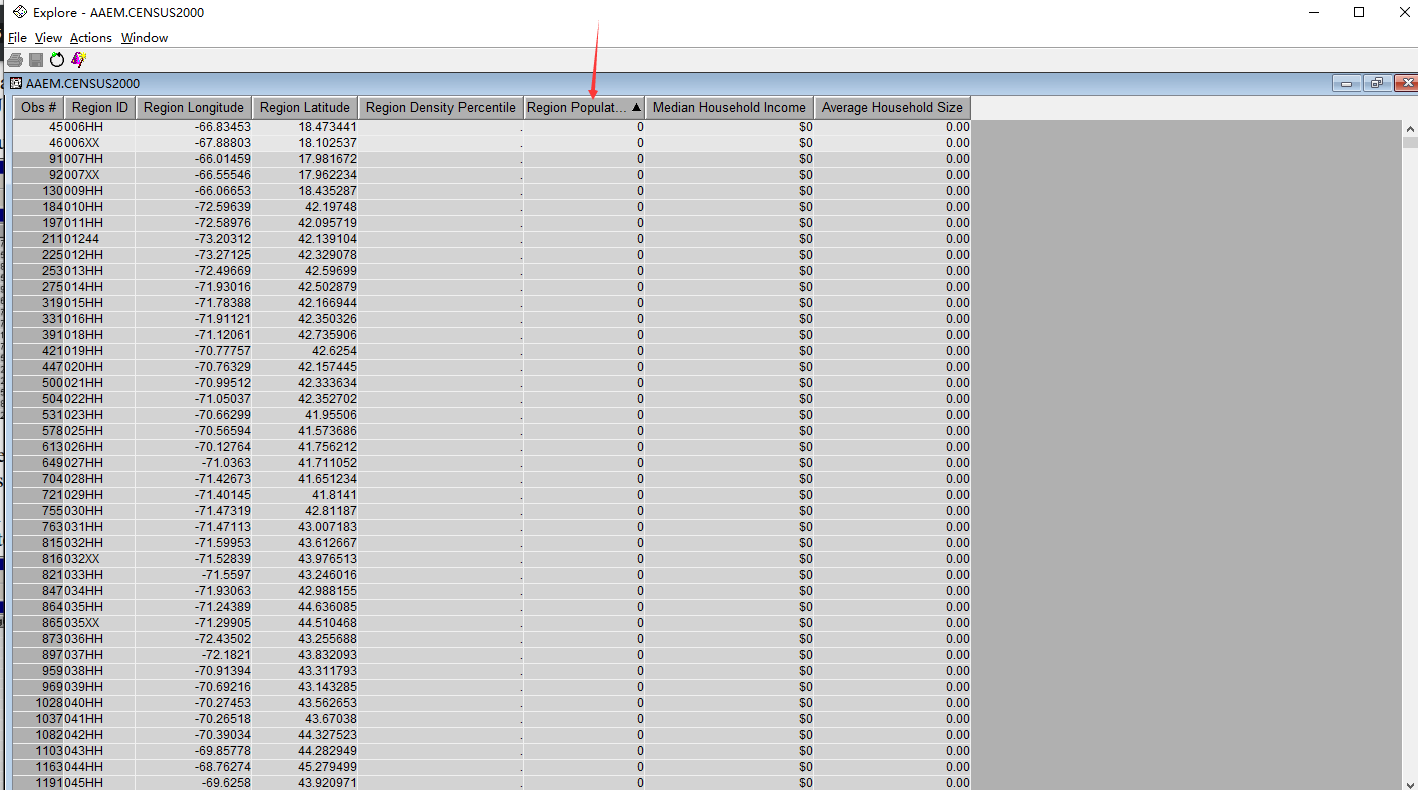 Explore - AAEM.CENSUS2000
File View Actions Window
AAEM.CENSUS2000
Obs # Region ID Region Longitude Region Latitude Region Density Percentile Region Populat... ▲ Median Household Income Average Household Size
45 006HH -66.83453 18.473441 . 0 $0 0.00
46 006XX -67.88803 18.102537 . 0 $0 0.00
91 007HH -66.01459 17.981672 . 0 $0 0.00
92 007XX -66.55546 17.962234 . 0 $0 0.00
130 009HH -66.06653 18.435287 . 0 $0 0.00
184 010HH -72.59639 42.19748 . 0 $0 0.00
197 011HH -72.58976 42.095719 . 0 $0 0.00
211 01244 -73.20312 42.139104 . 0 $0 0.00
225 012HH -73.27125 42.329078 . 0 $0 0.00
253 013HH -72.49669 42.59699 . 0 $0 0.00
275 014HH -71.93016 42.502879 . 0 $0 0.00
319 015HH -71.78388 42.166944 . 0 $0 0.00
331 016HH -71.91121 42.350326 . 0 $0 0.00
391 018HH -71.12061 42.735906 . 0 $0 0.00
421 019HH -70.77757 42.6254 . 0 $0 0.00
447 020HH -70.76329 42.157445 . 0 $0 0.00
500 021HH -70.99512 42.333634 . 0 $0 0.00
504 022HH -71.05037 42.352702 . 0 $0 0.00
531 023HH -70.66299 41.95506 . 0 $0 0.00
578 025HH -70.56594 41.573686 . 0 $0 0.00
613 026HH -70.12764 41.756212 . 0 $0 0.00
649 027HH -71.0363 41.711052 . 0 $0 0.00
704 028HH -71.42673 41.651234 . 0 $0 0.00
721 029HH -71.40145 41.8141 . 0 $0 0.00
755 030HH -71.47319 42.81187 . 0 $0 0.00
763 031HH -71.47113 43.007183 . 0 $0 0.00
815 032HH -71.59953 43.612667 . 0 $0 0.00
816 032XX -71.52839 43.976513 . 0 $0 0.00
821 033HH -71.5597 43.246016 . 0 $0 0.00
847 034HH -71.93063 42.988155 . 0 $0 0.00
864 035HH -71.24389 44.636085 . 0 $0 0.00
865 035XX -71.29905 44.510468 . 0 $0 0.00
873 036HH -72.43502 43.255688 . 0 $0 0.00
897 037HH -72.1821 43.832093 . 0 $0 0.00
959 038HH -70.91394 43.311793 . 0 $0 0.00
969 039HH -70.69216 43.143285 . 0 $0 0.00
1028 040HH -70.27453 43.562653 . 0 $0 0.00
1037 041HH -70.26518 43.67038 . 0 $0 0.00
1082 042HH -70.39034 44.327523 . 0 $0 0.00
1103 043HH -69.85778 44.282949 . 0 $0 0.00
1163 044HH -68.76274 45.279499 . 0 $0 0.00
1191 045HH -69.6258 43.920971 . 0 $0 0.00